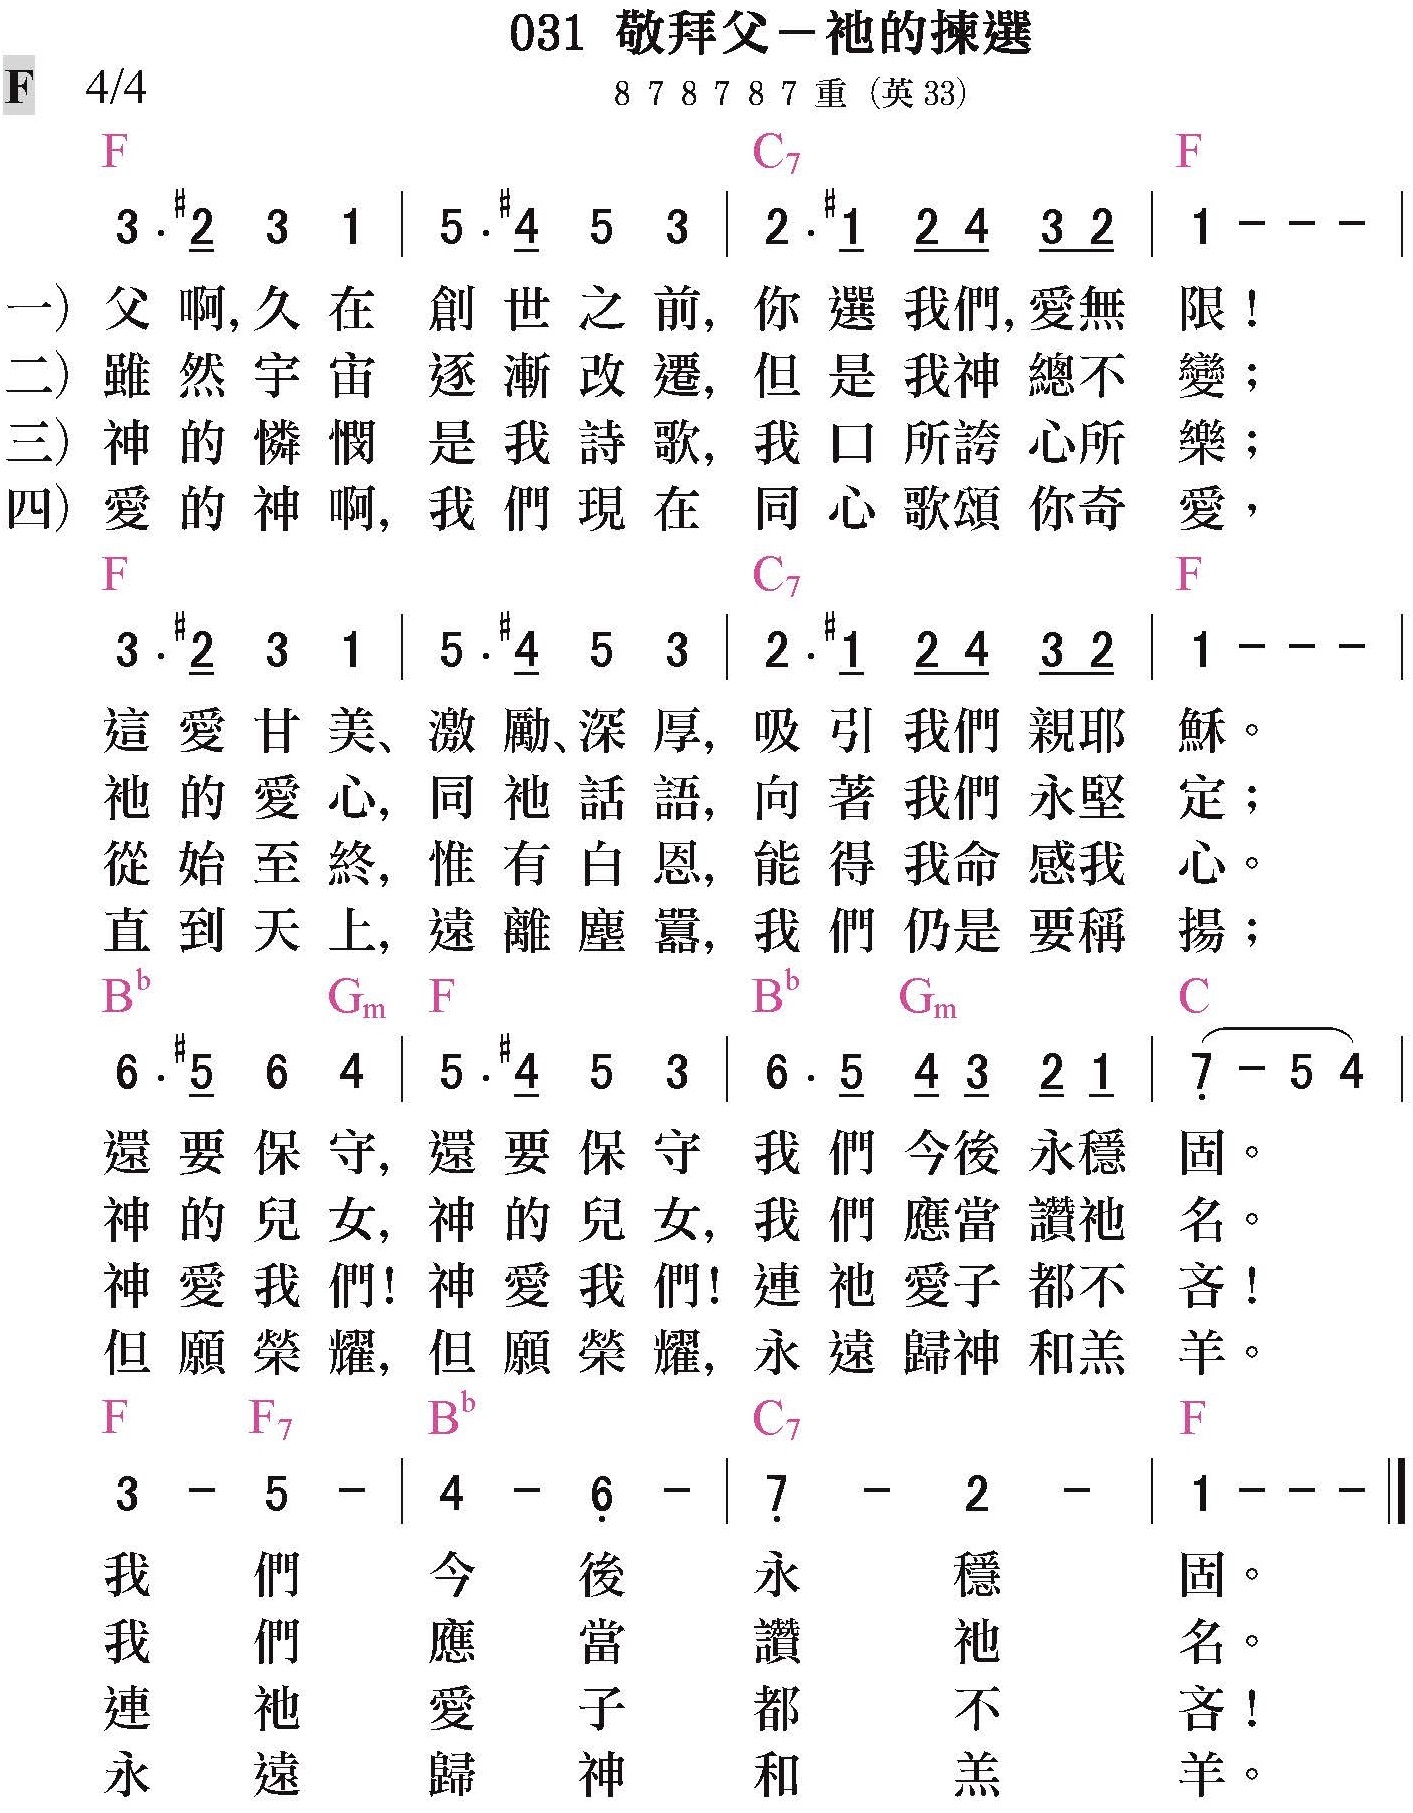 031 敬拜父－祂的揀選
F 4/4 8 7 8 7 8 7 重 (英 33)
F C7 F
3 . #2 3 1 | 5 . #4 5 3 | 2 . #1 2 4 3 2 | 1 － － － |
一) 父啊,久在創世之前,你選我們,愛無限!
二) 雖然宇宙逐漸改遷,但是我神總不變;
三) 神的憐憫是我詩歌,我口所誇心所樂;
四) 愛的神啊,我們現在同心歌頌你奇愛,
F C7 F
3 . #2 3 1 | 5 . #4 5 3 | 2 . #1 2 4 3 2 | 1 － － － |
這愛甘美、激勵、深厚,吸引我們親耶穌。
祂的愛心,同祂話語,向著我們永堅定;
從始至終,惟有白恩,能得我命感我心。
直到天上,遠離塵囂,我們仍是要稱揚;
Bb Gm F Bb Gm C
6 . #5 6 4 | 5 . #4 5 3 | 6 . 5 4 3 2 1 | 7̣ － 5 4 |
還要保守,還要保守我們今後永穩固。
神的兒女,神的兒女,我們應當讚祂名。
神愛我們!神愛我們!連祂愛子都不吝!
但願榮耀,但願榮耀,永遠歸神和羔羊。
F F7 Bb C7 F
3 － 5 － | 4 － 6̣ － | 7̣ － 2 － | 1 － － － ‖
我們今後永穩固。
我們應當讚祂名。
連祂愛子都不吝!
永遠歸神和羔羊。